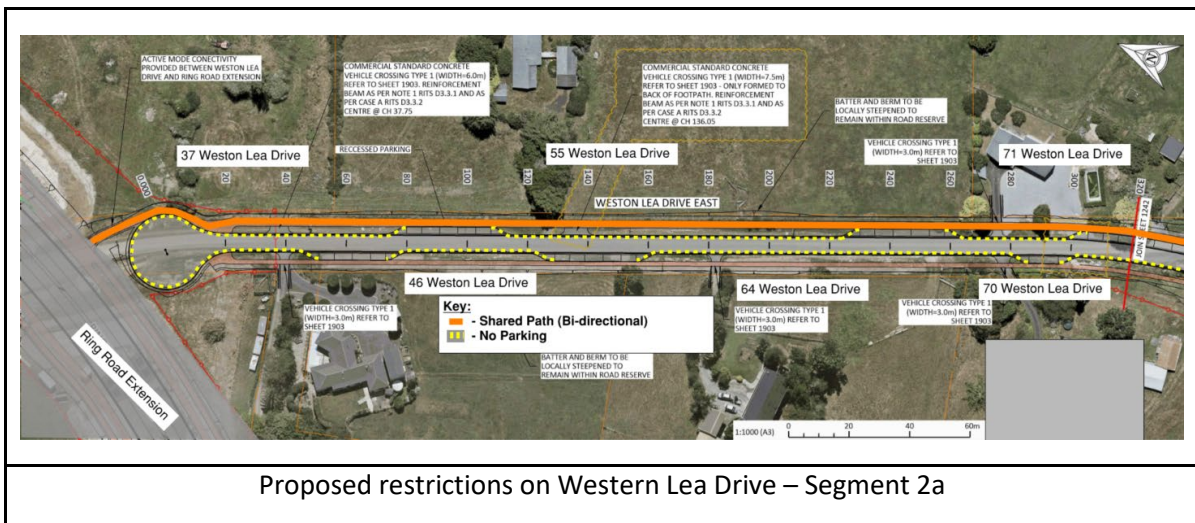 ACTIVE MODE CONECTIVITY
PROVIDED BETWEEN WESTON LEA
DRIVE AND RING ROAD EXTENSION
COMMERCIAL STANDARD CONCRETE
VEHICLE CROSSING TYPE 1 (WIDTH=6.0m)
REFER TO SHEET 1903. REINFORCEMENT
BEAM AS PER NOTE 1 RITS D3.3.1 AND AS
PER CASE A RITS D3.3.2
CENTRE @ CH 37.75
COMMERCIAL STANDARD CONCRETE
VEHICLE CROSSING TYPE 1 (WIDTH=7.5m)
REFER TO SHEET 1903 - ONLY FORMED TO
BACK OF FOOTPATH. REINFORCEMENT
BEAM AS PER NOTE 1 RITS D3.3.1 AND AS
PER CASE A RITS D3.3.2
CENTRE @ CH 136.05
BATTER AND BERM TO BE
LOCALLY STEEPENED TO
REMAIN WITHIN ROAD RESERVE
VEHICLE CROSSING TYPE 1
(WIDTH=3.0m) REFER TO
SHEET 1903
N
37 Weston Lea Drive
RECCESSED PARKING
55 Weston Lea Drive
71 Weston Lea Drive
0.000
20
40
60
80
100
120
140
160
180
200
220
240
260
280
300
320
WESTON LEA DRIVE EAST
JOIN SHEET 1242
46 Weston Lea Drive
64 Weston Lea Drive
70 Weston Lea Drive
VEHICLE CROSSING TYPE 1
(WIDTH=3.0m) REFER TO
SHEET 1903
Key:
- Shared Path (Bi-directional)
- No Parking
VEHICLE CROSSING TYPE 1
(WIDTH=3.0m) REFER TO
SHEET 1903
VEHICLE CROSSING TYPE 1
(WIDTH=3.0m) REFER TO
SHEET 1903
BATTER AND BERM TO BE
LOCALLY STEEPENED TO
REMAIN WITHIN ROAD RESERVE
Ring Road Extension
1:1000 (A3)
0
20
40
60m
Proposed restrictions on Western Lea Drive – Segment 2a